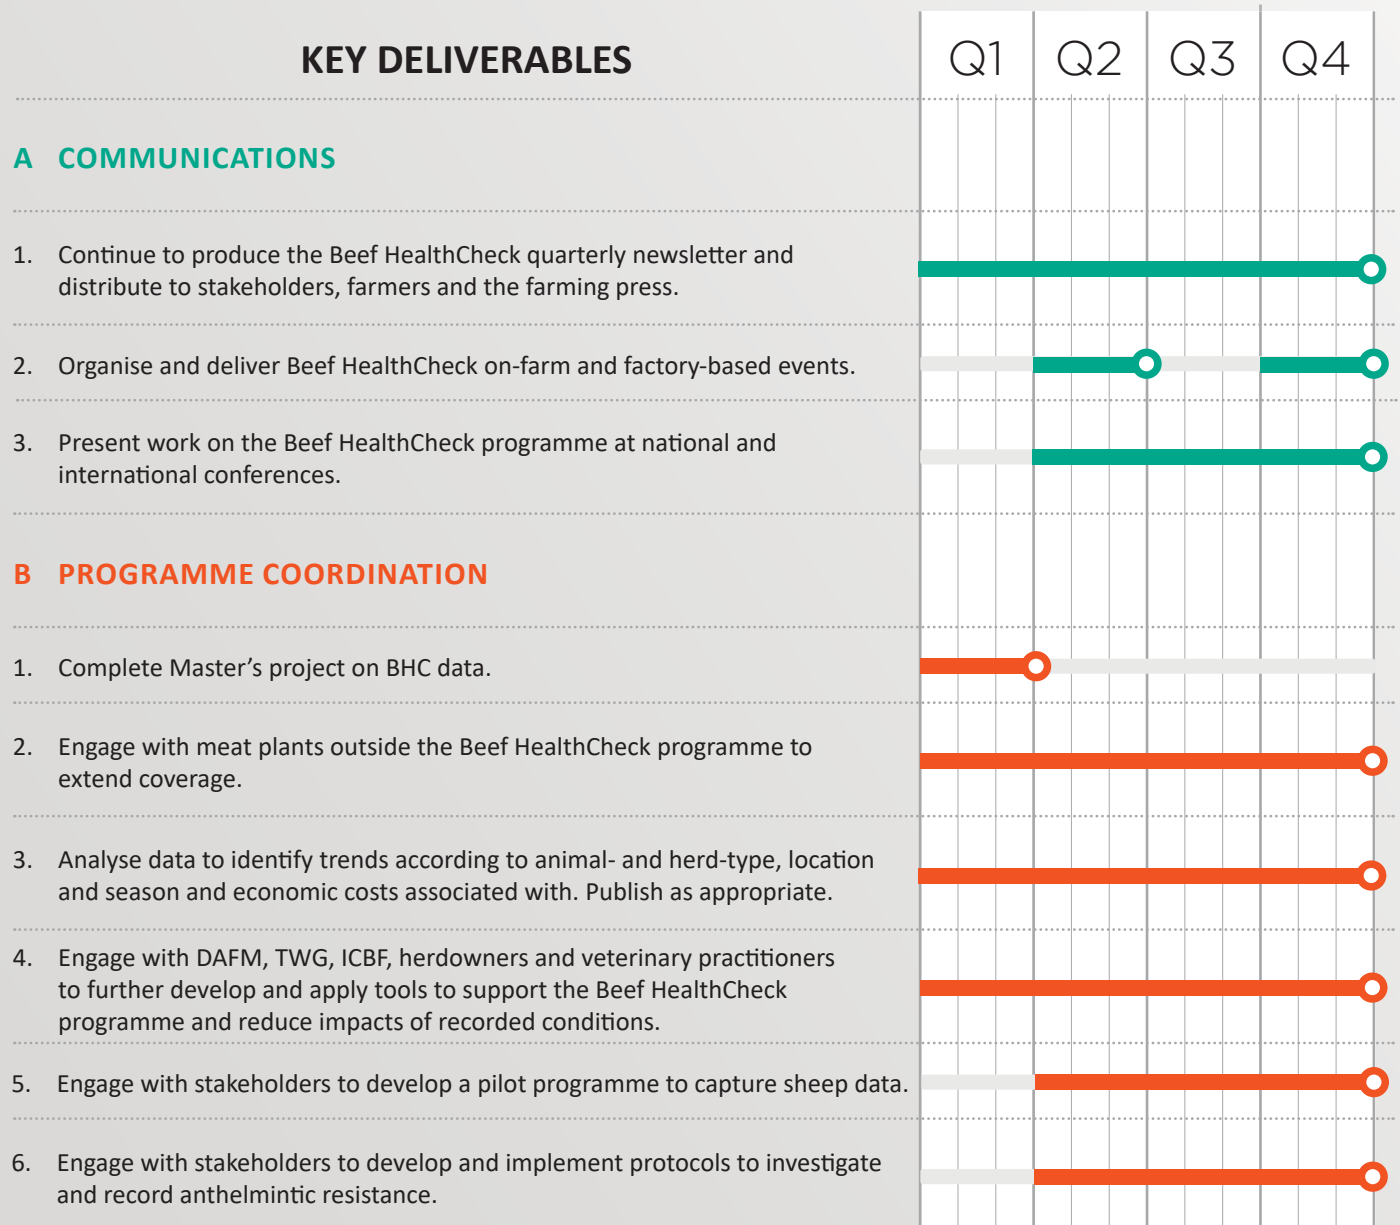 KEY DELIVERABLES
Q1 Q2 Q3 Q4
A COMMUNICATIONS
1. Continue to produce the Beef HealthCheck quarterly newsletter and
distribute to stakeholders, farmers and the farming press.
2. Organise and deliver Beef HealthCheck on-farm and factory-based events.
3. Present work on the Beef HealthCheck programme at national and
international conferences.
B PROGRAMME COORDINATION
1. Complete Master’s project on BHC data.
2. Engage with meat plants outside the Beef HealthCheck programme to
extend coverage.
3. Analyse data to identify trends according to animal- and herd-type, location
and season and economic costs associated with. Publish as appropriate.
4. Engage with DAFM, TWG, ICBF, herdowners and veterinary practitioners
to further develop and apply tools to support the Beef HealthCheck
programme and reduce impacts of recorded conditions.
5. Engage with stakeholders to develop a pilot programme to capture sheep data.
6. Engage with stakeholders to develop and implement protocols to investigate
and record anthelmintic resistance.